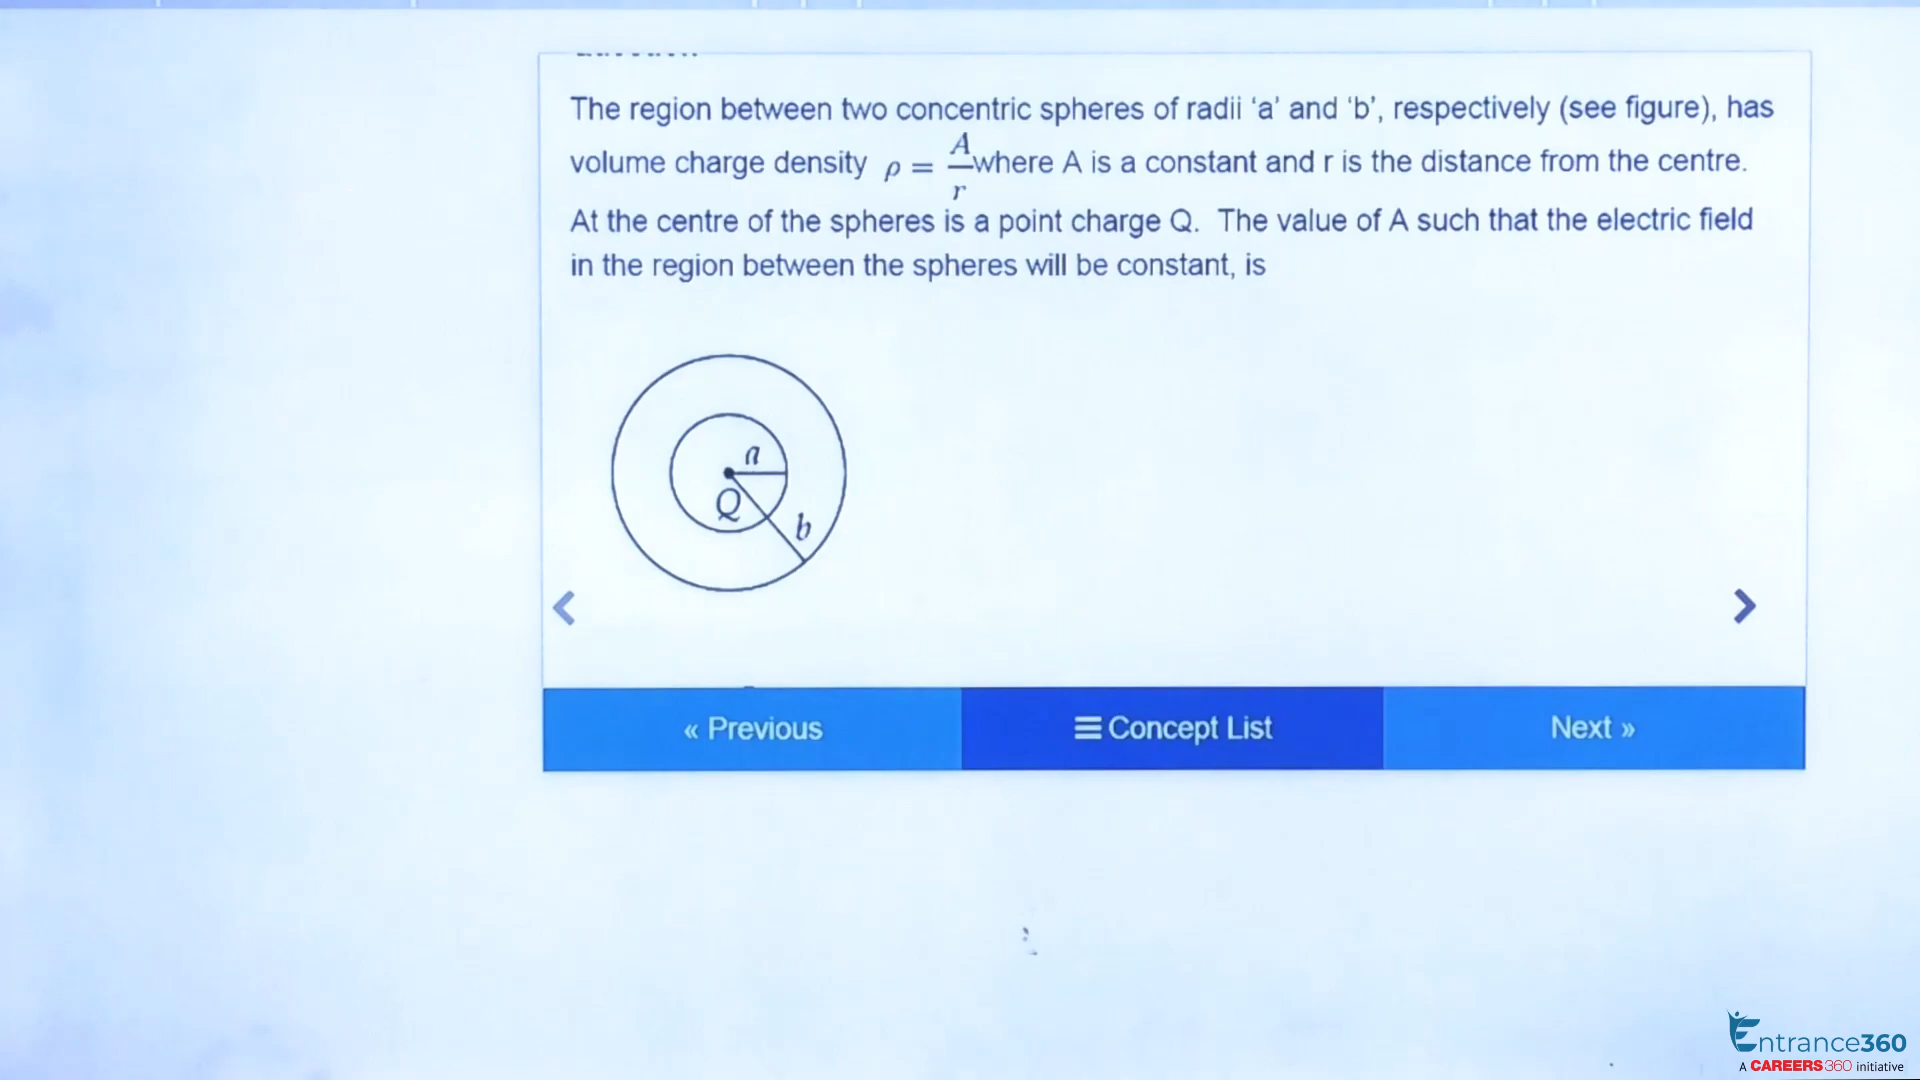 The region between two concentric spheres of radii ‘a’ and ‘b’, respectively (see figure), has
volume charge density ρ = A/r where A is a constant and r is the distance from the centre.
At the centre of the spheres is a point charge Q. The value of A such that the electric field
in the region between the spheres will be constant, is
a
Q
b
« Previous
Concept List
Next »
Entrance360
A CAREERS360 initiative